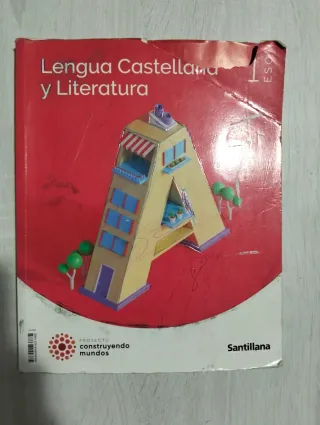 Lengua Castellana
y Literatura
1
ESO
PROYECTO
construyendo
mundos
Santillana